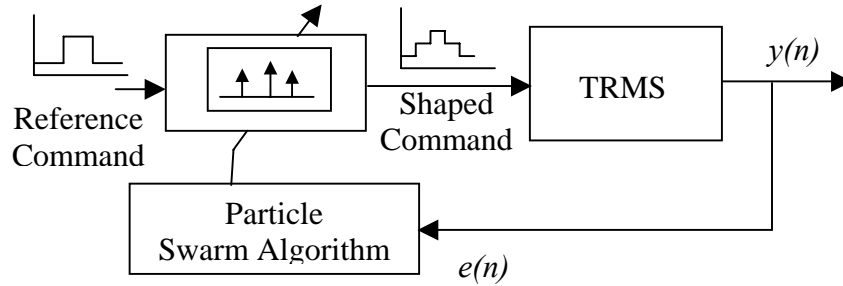 y(n)
TRMS
Reference
Command
Shaped
Command
Particle
Swarm Algorithm
e(n)